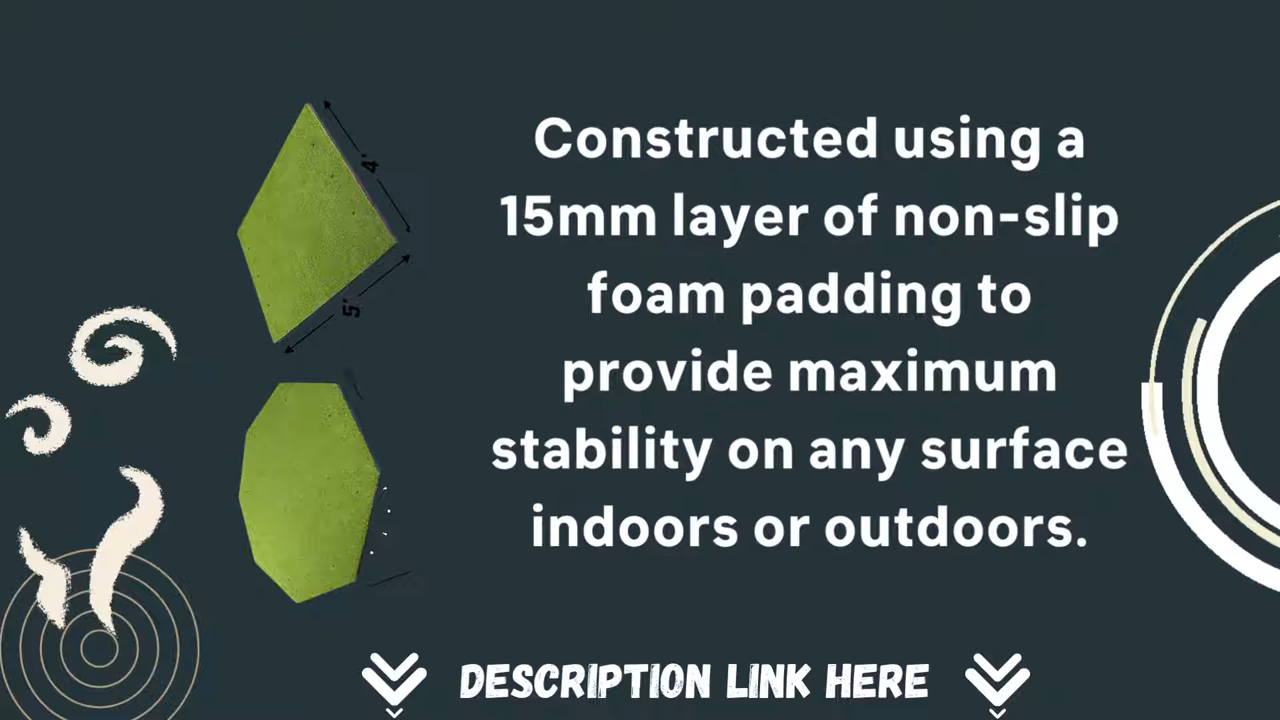 4'
5'
Constructed using a
15mm layer of non-slip
foam padding to
provide maximum
stability on any surface
indoors or outdoors.
DESCRIPTION LINK HERE